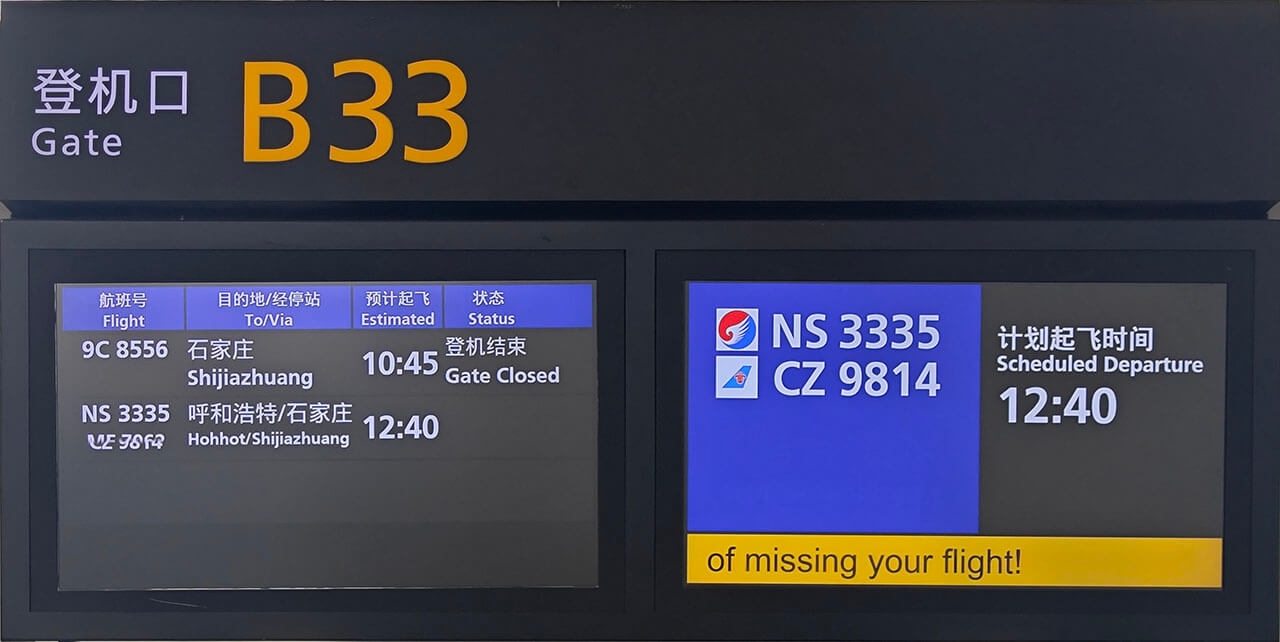 登机口
Gate
B33
航班号 目的地/经停站 预计起飞 状态
Flight To/Via Estimated Status
9C 8556 石家庄 10:45 登机结束
Shijiazhuang Gate Closed
NS 3335 呼和浩特/石家庄 12:40
Hohhot/Shijiazhuang
NS 3335
CZ 9814
计划起飞时间
Scheduled Departure
12:40
of missing your flight!